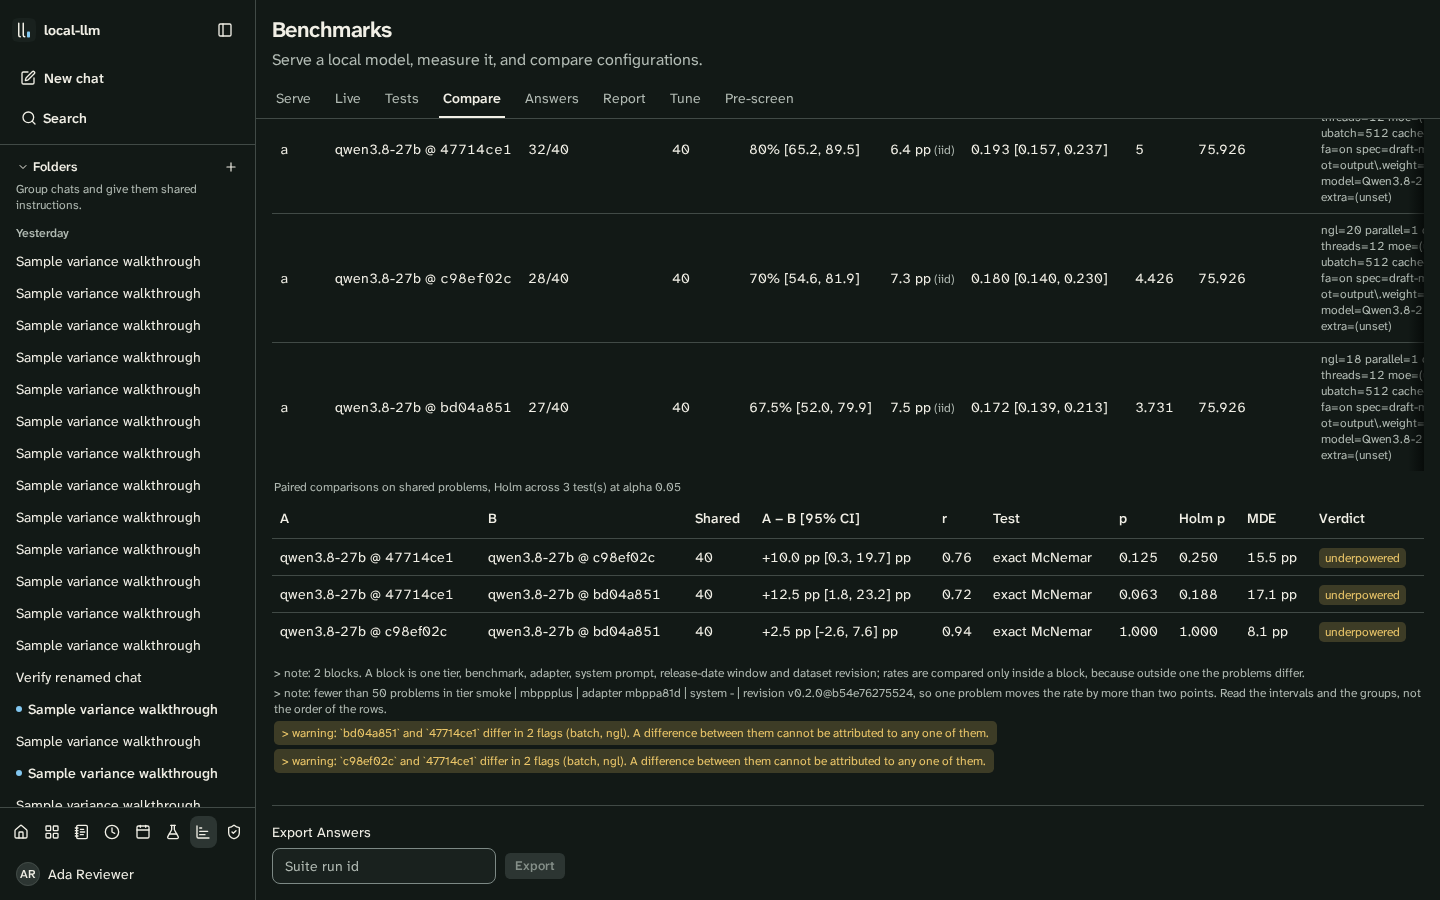 local-llm
New chat
Search
Folders
Group chats and give them shared
instructions.
Yesterday
Sample variance walkthrough
Sample variance walkthrough
Sample variance walkthrough
Sample variance walkthrough
Sample variance walkthrough
Sample variance walkthrough
Sample variance walkthrough
Sample variance walkthrough
Sample variance walkthrough
Sample variance walkthrough
Sample variance walkthrough
Sample variance walkthrough
Sample variance walkthrough
Verify renamed chat
Sample variance walkthrough
Sample variance walkthrough
Sample variance walkthrough
Sample variance walkthrough
AR Ada Reviewer
Benchmarks
Serve a local model, measure it, and compare configurations.
Serve Live Tests Compare Answers Report Tune Pre-screen
threads=12
ubatch=512 cache
fa=on
ot=output\.weight=
model=Qwen3.8-2
extra=(unset)
a qwen3.8-27b @ 47714ce1 32/40 40 80% [65.2, 89.5] 6.4 pp (iid) 0.193 [0.157, 0.237] 5 75.926
ngl=20 parallel=1
threads=12
ubatch=512 cache
fa=on
ot=output\.weight=
model=Qwen3.8-2
extra=(unset)
a qwen3.8-27b @ c98ef02c 28/40 40 70% [54.6, 81.9] 7.3 pp (iid) 0.180 [0.140, 0.230] 4.426 75.926
ngl=18 parallel=1
threads=12
ubatch=512 cache
fa=on
ot=output\.weight=
model=Qwen3.8-2
extra=(unset)
a qwen3.8-27b @ bd04a851 27/40 40 67.5% [52.0, 79.9] 7.5 pp (iid) 0.172 [0.139, 0.213] 3.731 75.926
Paired comparisons on shared problems, Holm across 3 test(s) at alpha 0.05
A B Shared A – B [95% CI] r Test p Holm p MDE Verdict
qwen3.8-27b @ 47714ce1 qwen3.8-27b @ c98ef02c 40 +10.0 pp [0.3, 19.7] pp 0.76 exact McNemar 0.125 0.250 15.5 pp underpowered
qwen3.8-27b @ 47714ce1 qwen3.8-27b @ bd04a851 40 +12.5 pp [1.8, 23.2] pp 0.72 exact McNemar 0.063 0.188 17.1 pp underpowered
qwen3.8-27b @ c98ef02c qwen3.8-27b @ bd04a851 40 +2.5 pp [-2.6, 7.6] pp 0.94 exact McNemar 1.000 1.000 8.1 pp underpowered
> note: 2 blocks. A block is one tier, benchmark, adapter, system prompt, release-date window and dataset revision; rates are compared only inside a block, because outside one the problems differ.
> note: fewer than 50 problems in tier smoke | mbppplus | adapter mbppa81d | system - | revision v0.2.0@b54e76275524, so one problem moves the rate by more than two points. Read the intervals and the groups, not
the order of the rows.
> warning: `bd04a851` and `47714ce1` differ in 2 flags (batch, ngl). A difference between them cannot be attributed to any one of them.
> warning: `c98ef02c` and `47714ce1` differ in 2 flags (batch, ngl). A difference between them cannot be attributed to any one of them.
Export Answers
Suite run id Export